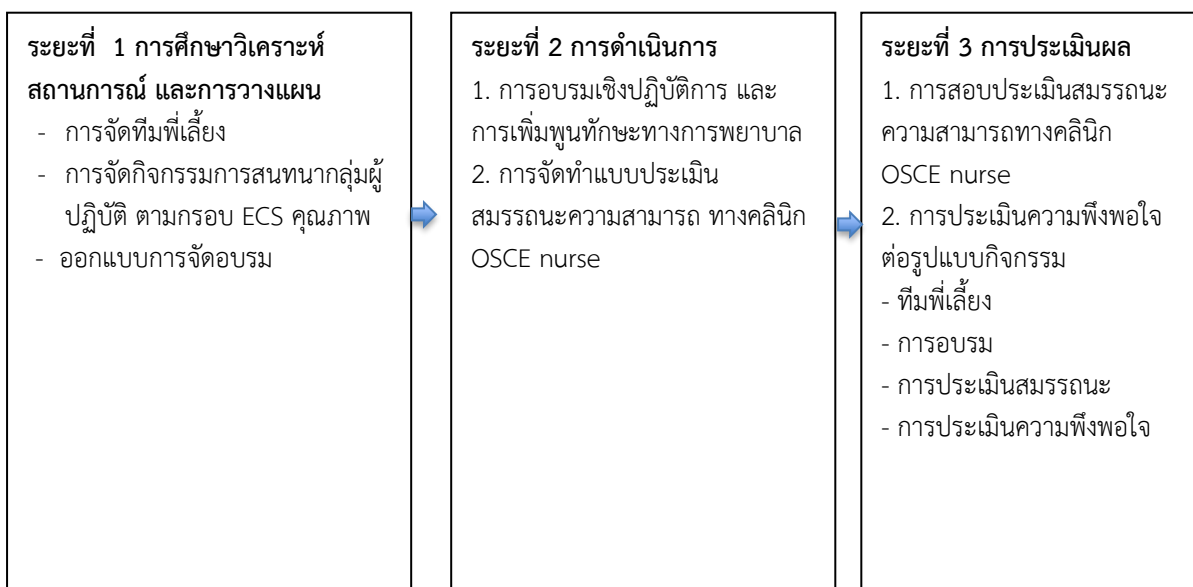 ระยะที่ 1 การศึกษาวิเคราะห์
สถานการณ์ และการวางแผน
- การจัดทีมพี่เลี้ยง
- การจัดกิจกรรมการสนทนากลุ่มผู้
ปฏิบัติ ตามกรอบ ECS คุณภาพ
- ออกแบบการจัดอบรม
ระยะที่ 2 การดำเนินการ
1. การอบรมเชิงปฏิบัติการ และ
การเพิ่มพูนทักษะทางการพยาบาล
2. การจัดทำแบบประเมิน
สมรรถนะความสามารถ ทางคลินิก
OSCE nurse
ระยะที่ 3 การประเมินผล
1. การสอบประเมินสมรรถนะ
ความสามารถทางคลินิก
OSCE nurse
2. การประเมินความพึงพอใจ
ต่อรูปแบบกิจกรรม
- ทีมพี่เลี้ยง
- การอบรม
- การประเมินสมรรถนะ
- การประเมินความพึงพอใจ